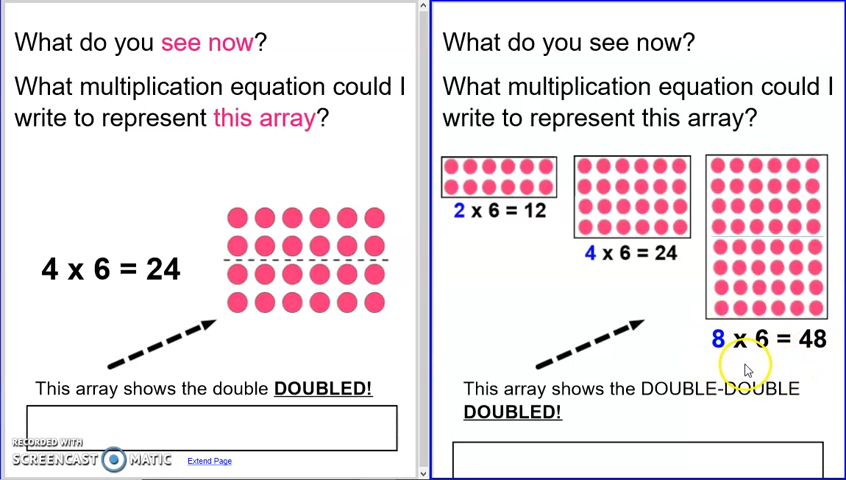 What do you see now?
What multiplication equation could I
write to represent this array?
4 x 6 = 24
This array shows the double DOUBLED!
RECORDED WITH
SCREENCAST MATIC
Extend Page
What do you see now?
What multiplication equation could I
write to represent this array?
2 x 6 = 12
4 x 6 = 24
8 x 6 = 48
This array shows the DOUBLE-DOUBLE
DOUBLED!